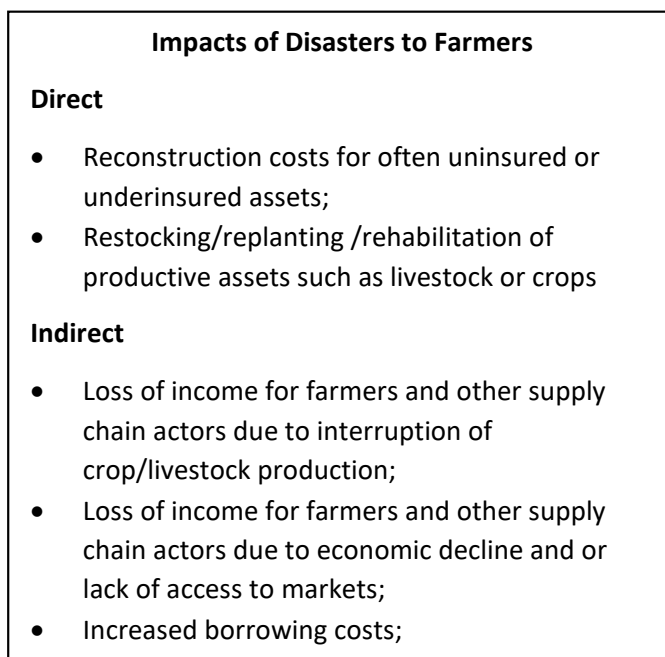 Impacts of Disasters to Farmers
Direct
• Reconstruction costs for often uninsured or
underinsured assets;
• Restocking/replanting /rehabilitation of
productive assets such as livestock or crops
Indirect
• Loss of income for farmers and other supply
chain actors due to interruption of
crop/livestock production;
• Loss of income for farmers and other supply
chain actors due to economic decline and or
lack of access to markets;
• Increased borrowing costs;